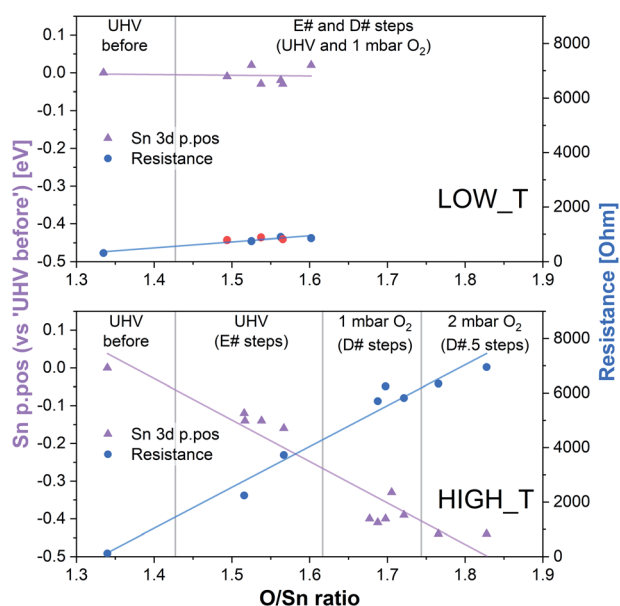 UHV before
E# and D# steps
(UHV and 1 mbar O₂)
0.1
0.0
-0.1
-0.2
-0.3
-0.4
-0.5
8000
6000
4000
2000
0
Sn 3d p.pos
Resistance
LOW_T
1.3 1.4 1.5 1.6 1.7 1.8 1.9
Sn p.pos (vs 'UHV before') [eV]
Resistance [Ohm]
UHV before
UHV
(E# steps)
1 mbar O₂
(D# steps)
2 mbar O₂
(D#.5 steps)
0.1
0.0
-0.1
-0.2
-0.3
-0.4
-0.5
8000
6000
4000
2000
0
Sn 3d p.pos
Resistance
HIGH_T
1.3 1.4 1.5 1.6 1.7 1.8 1.9
O/Sn ratio